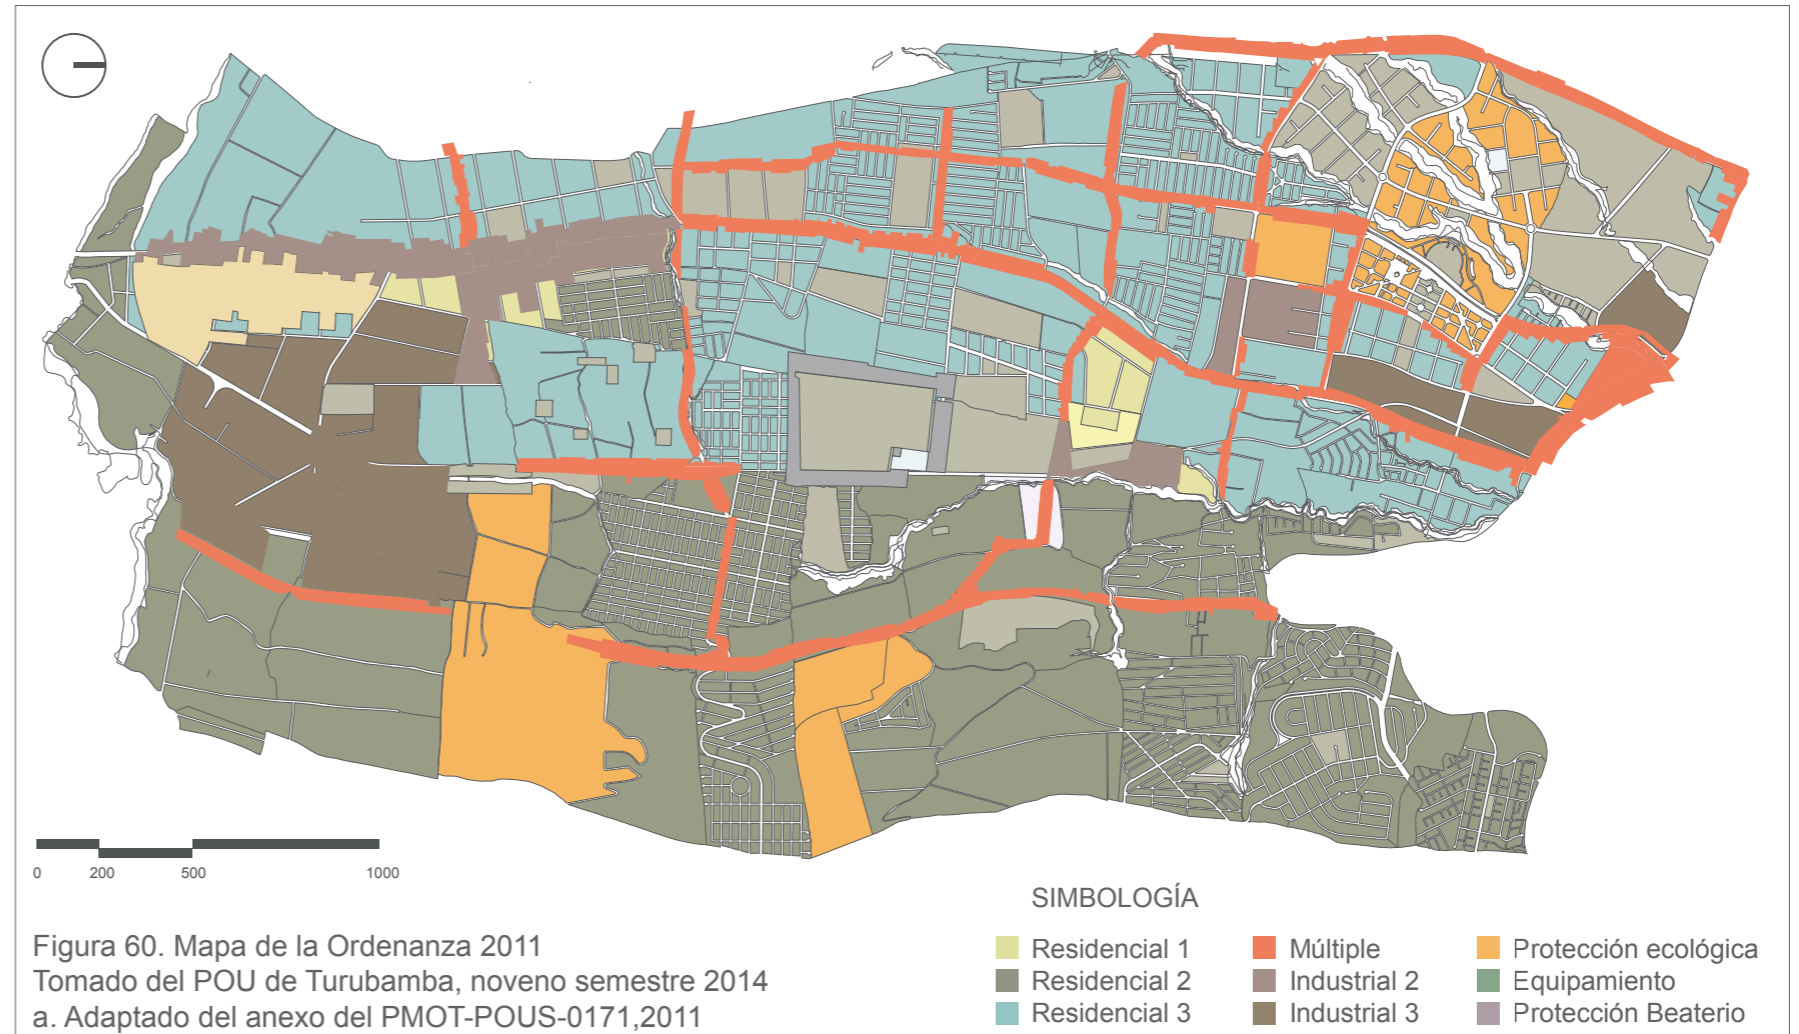 0 200 500 1000
SIMBOLOGÍA
Figura 60. Mapa de la Ordenanza 2011
Tomado del POU de Turubamba, noveno semestre 2014
a. Adaptado del anexo del PMOT-POUS-0171,2011
Residencial 1
Residencial 2
Residencial 3
Múltiple
Industrial 2
Industrial 3
Protección ecológica
Equipamiento
Protección Beaterio